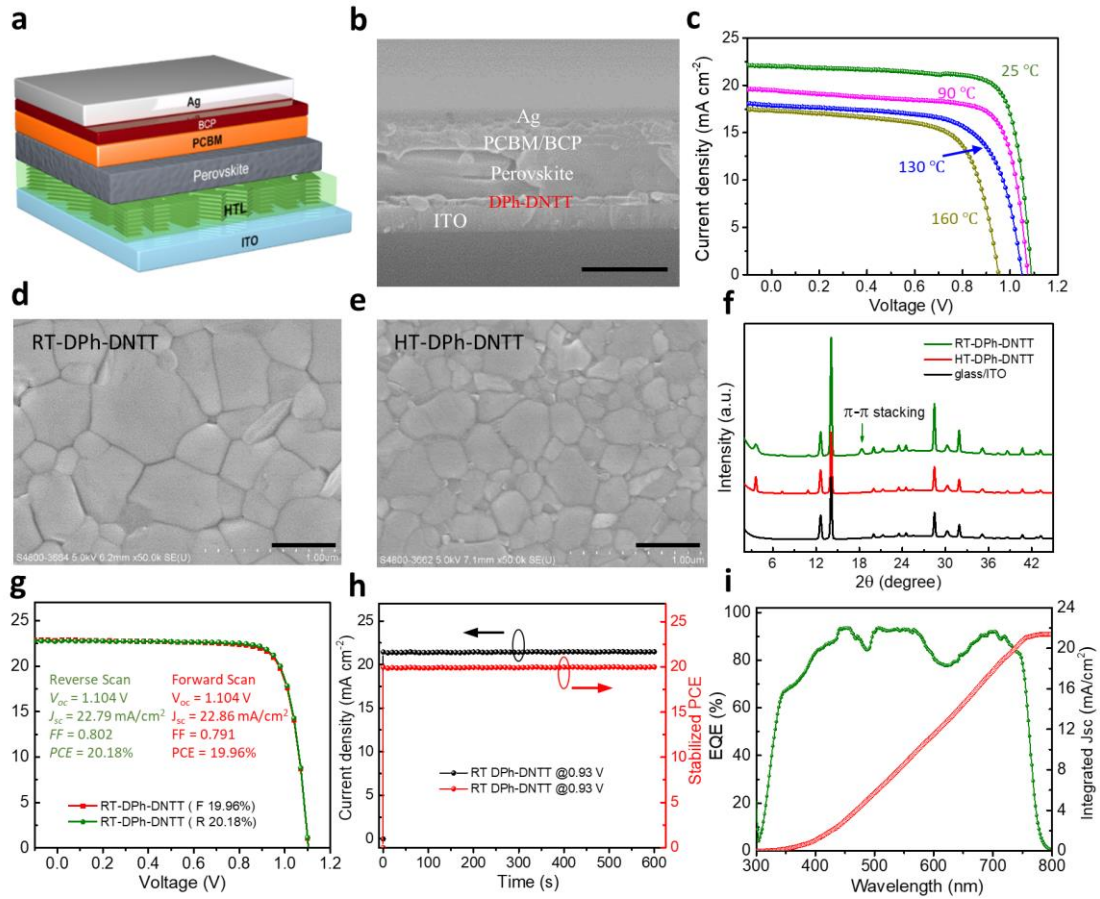 a
Ag
BCP
PCBM
Perovskite
HTL
ITO
b
Ag
PCBM/BCP
Perovskite
DPh-DNTT
ITO
c
Current density (mA cm⁻²)
25
20
15
10
5
0
25 °C
90 °C
130 °C
160 °C
0.0 0.2 0.4 0.6 0.8 1.0 1.2
Voltage (V)
d
RT-DPh-DNTT
S4800-3664 5.0kV 6.2mm x50.0k SE(U)
1.00um
e
HT-DPh-DNTT
S4800-3662 5.0kV 7.1mm x50.0k SE(U)
1.00um
f
Intensity (a.u.)
RT-DPh-DNTT
HT-DPh-DNTT
glass/ITO
π-π stacking
6 12 18 24 30 36 42
2θ (degree)
g
Current density (mA cm⁻²)
25
20
15
10
5
0
Reverse Scan
Voc = 1.104 V
Jsc = 22.79 mA/cm²
FF = 0.802
PCE = 20.18%
Forward Scan
Voc = 1.104 V
Jsc = 22.86 mA/cm²
FF = 0.791
PCE = 19.96%
RT-DPh-DNTT ( F 19.96%)
RT-DPh-DNTT ( R 20.18%)
0.0 0.2 0.4 0.6 0.8 1.0 1.2
Voltage (V)
h
Current density (mA cm⁻²)
25
20
15
10
5
0
RT DPh-DNTT @0.93 V
RT DPh-DNTT @0.93 V
0 100 200 300 400 500 600
Time (s)
25
20
15
10
5
0
Stabilized PCE
i
EQE (%)
100
80
60
40
20
0
300 400 500 600 700 800
Wavelength (nm)
24
22
20
18
16
14
12
10
8
6
4
2
0
Integrated Jsc (mA/cm²)